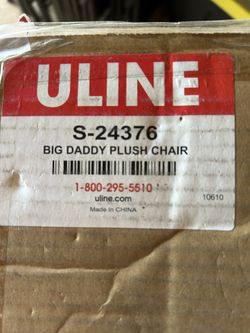 ULINE
S-24376
BIG DADDY PLUSH CHAIR
1-800-295-5510
uline.com
10610
Made in CHINA